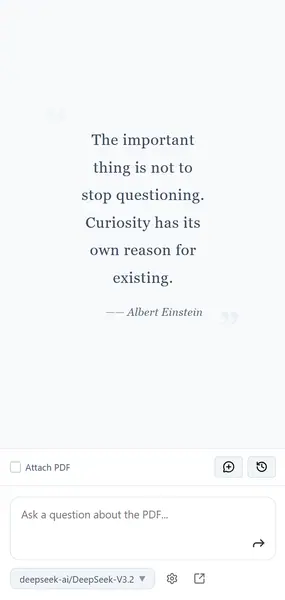 The important
thing is not to
stop questioning.
Curiosity has its
own reason for
existing.
—— Albert Einstein
Attach PDF
Ask a question about the PDF...
deepseek-ai/DeepSeek-V3.2